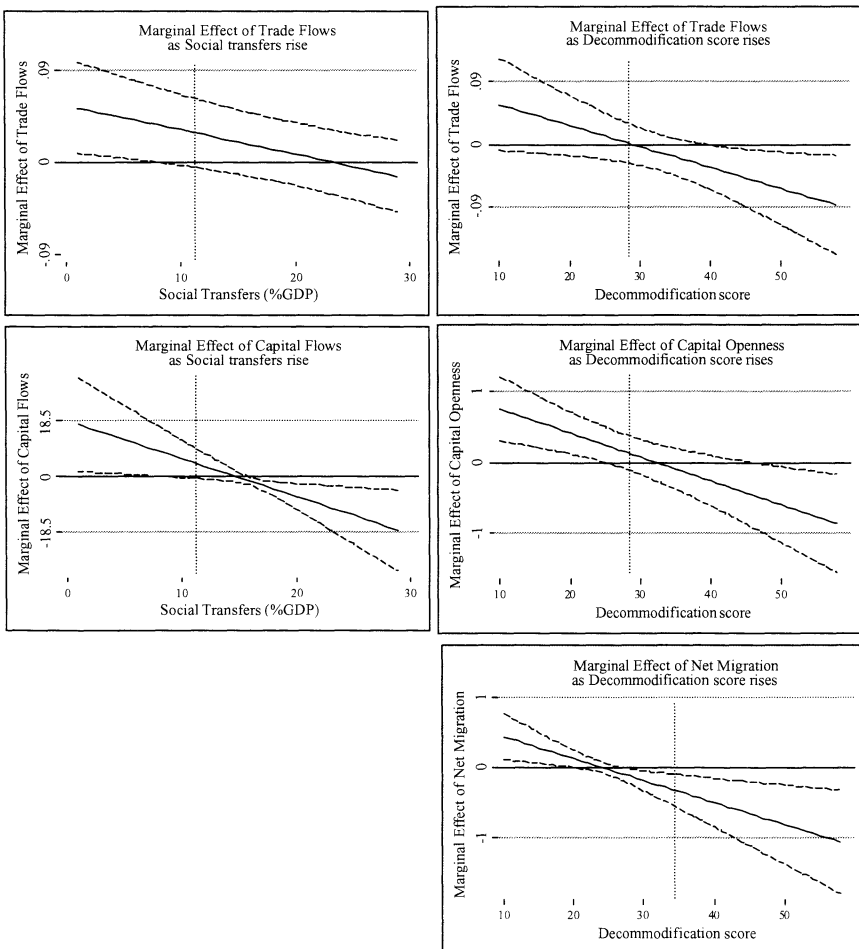 Marginal Effect of Trade Flows
as Social transfers rise
Marginal Effect of Trade Flows
.09
0
-.09
0
10
20
30
Social Transfers (%GDP)
Marginal Effect of Trade Flows
as Decommodification score rises
Marginal Effect of Trade Flows
.09
0
-.09
10
20
30
40
50
Decommodification score
Marginal Effect of Capital Flows
as Social transfers rise
Marginal Effect of Capital Flows
18.5
0
-18.5
0
10
20
30
Social Transfers (%GDP)
Marginal Effect of Capital Openness
as Decommodification score rises
Marginal Effect of Capital Openness
1
0
-1
10
20
30
40
50
Decommodification score
Marginal Effect of Net Migration
as Decommodification score rises
Marginal Effect of Net Migration
1
0
-1
10
20
30
40
50
Decommodification score